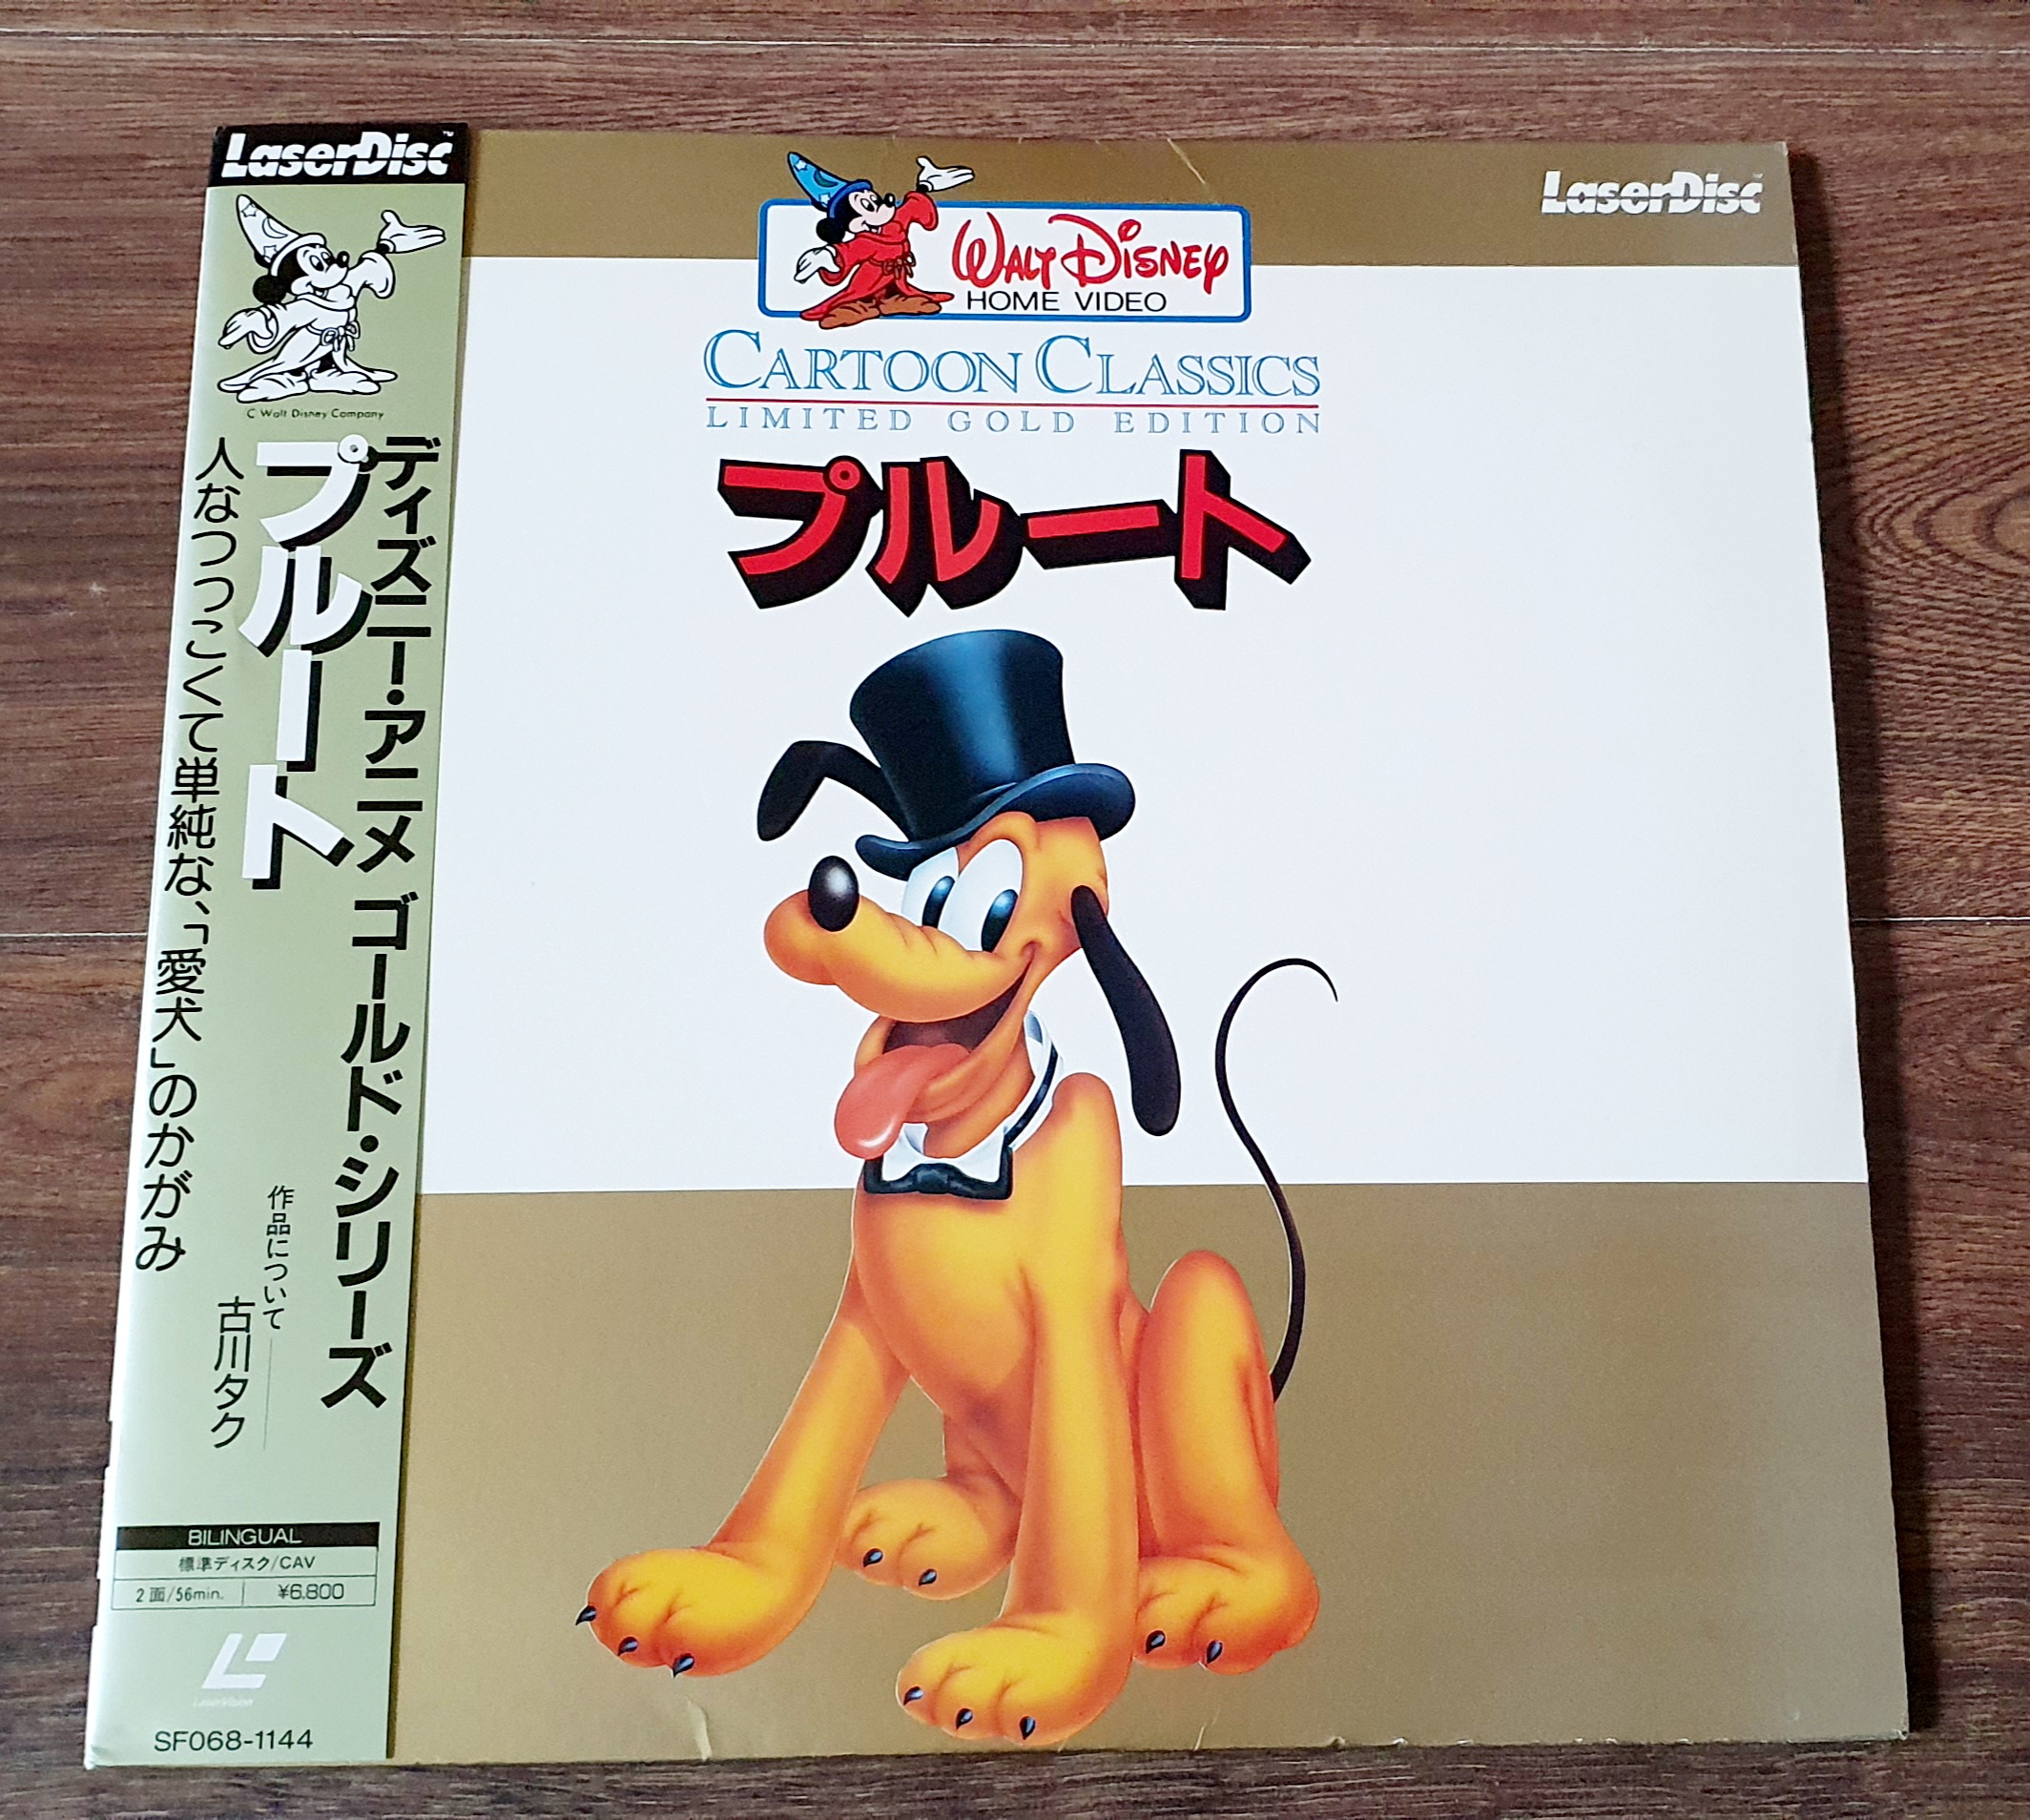 LaserDisc™
C Walt Disney Company
ディズニー・アニメ ゴールド・シリーズ
プルート
人なつつこくて単純な、「愛犬」のかがみ
作品について
古川タク
BILINGUAL
標準ディスク/CAV
2面/56min. ¥6,800
LaserVision
SF068-1144
LaserDisc™
WALT DISNEY
HOME VIDEO
CARTOON CLASSICS
LIMITED GOLD EDITION
プルート